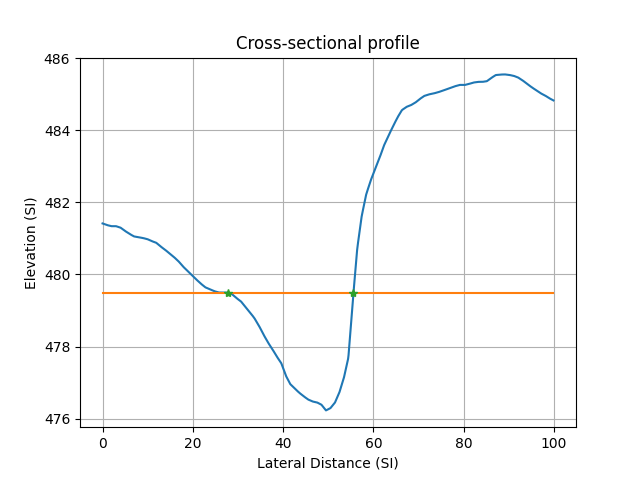 Cross-sectional profile
486
484
482
480
478
476
Elevation (SI)
0 20 40 60 80 100
Lateral Distance (SI)